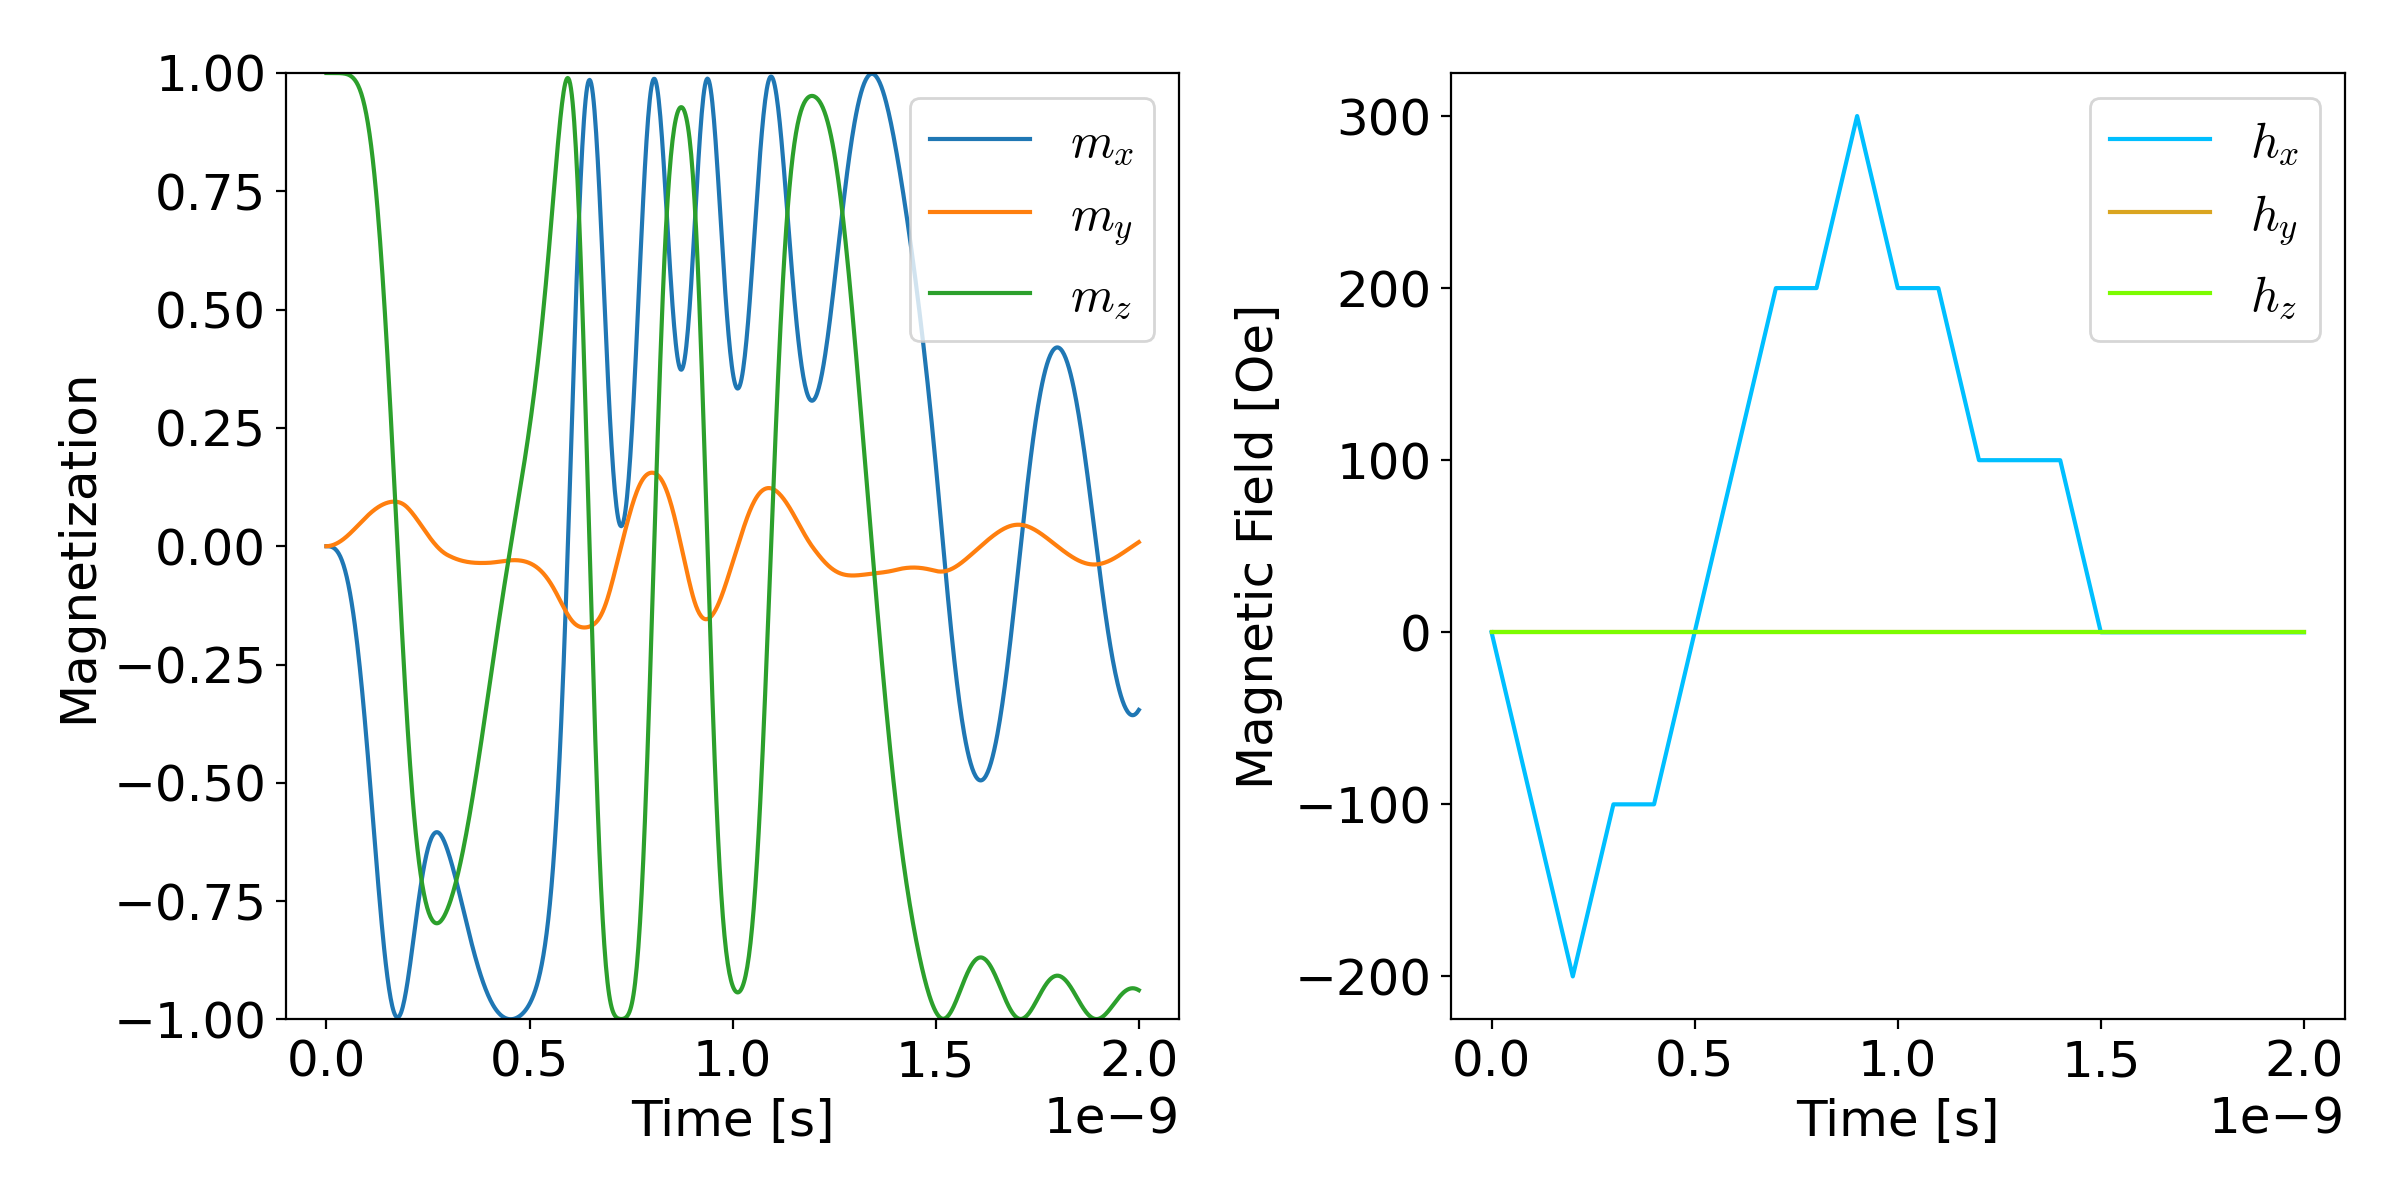 1.00
0.75
0.50
0.25
0.00
−0.25
−0.50
−0.75
−1.00
Magnetization
0.0 0.5 1.0 1.5 2.0
Time [s]
1e−9
m_x
m_y
m_z
300
200
100
0
−100
−200
Magnetic Field [Oe]
0.0 0.5 1.0 1.5 2.0
Time [s]
1e−9
h_x
h_y
h_z